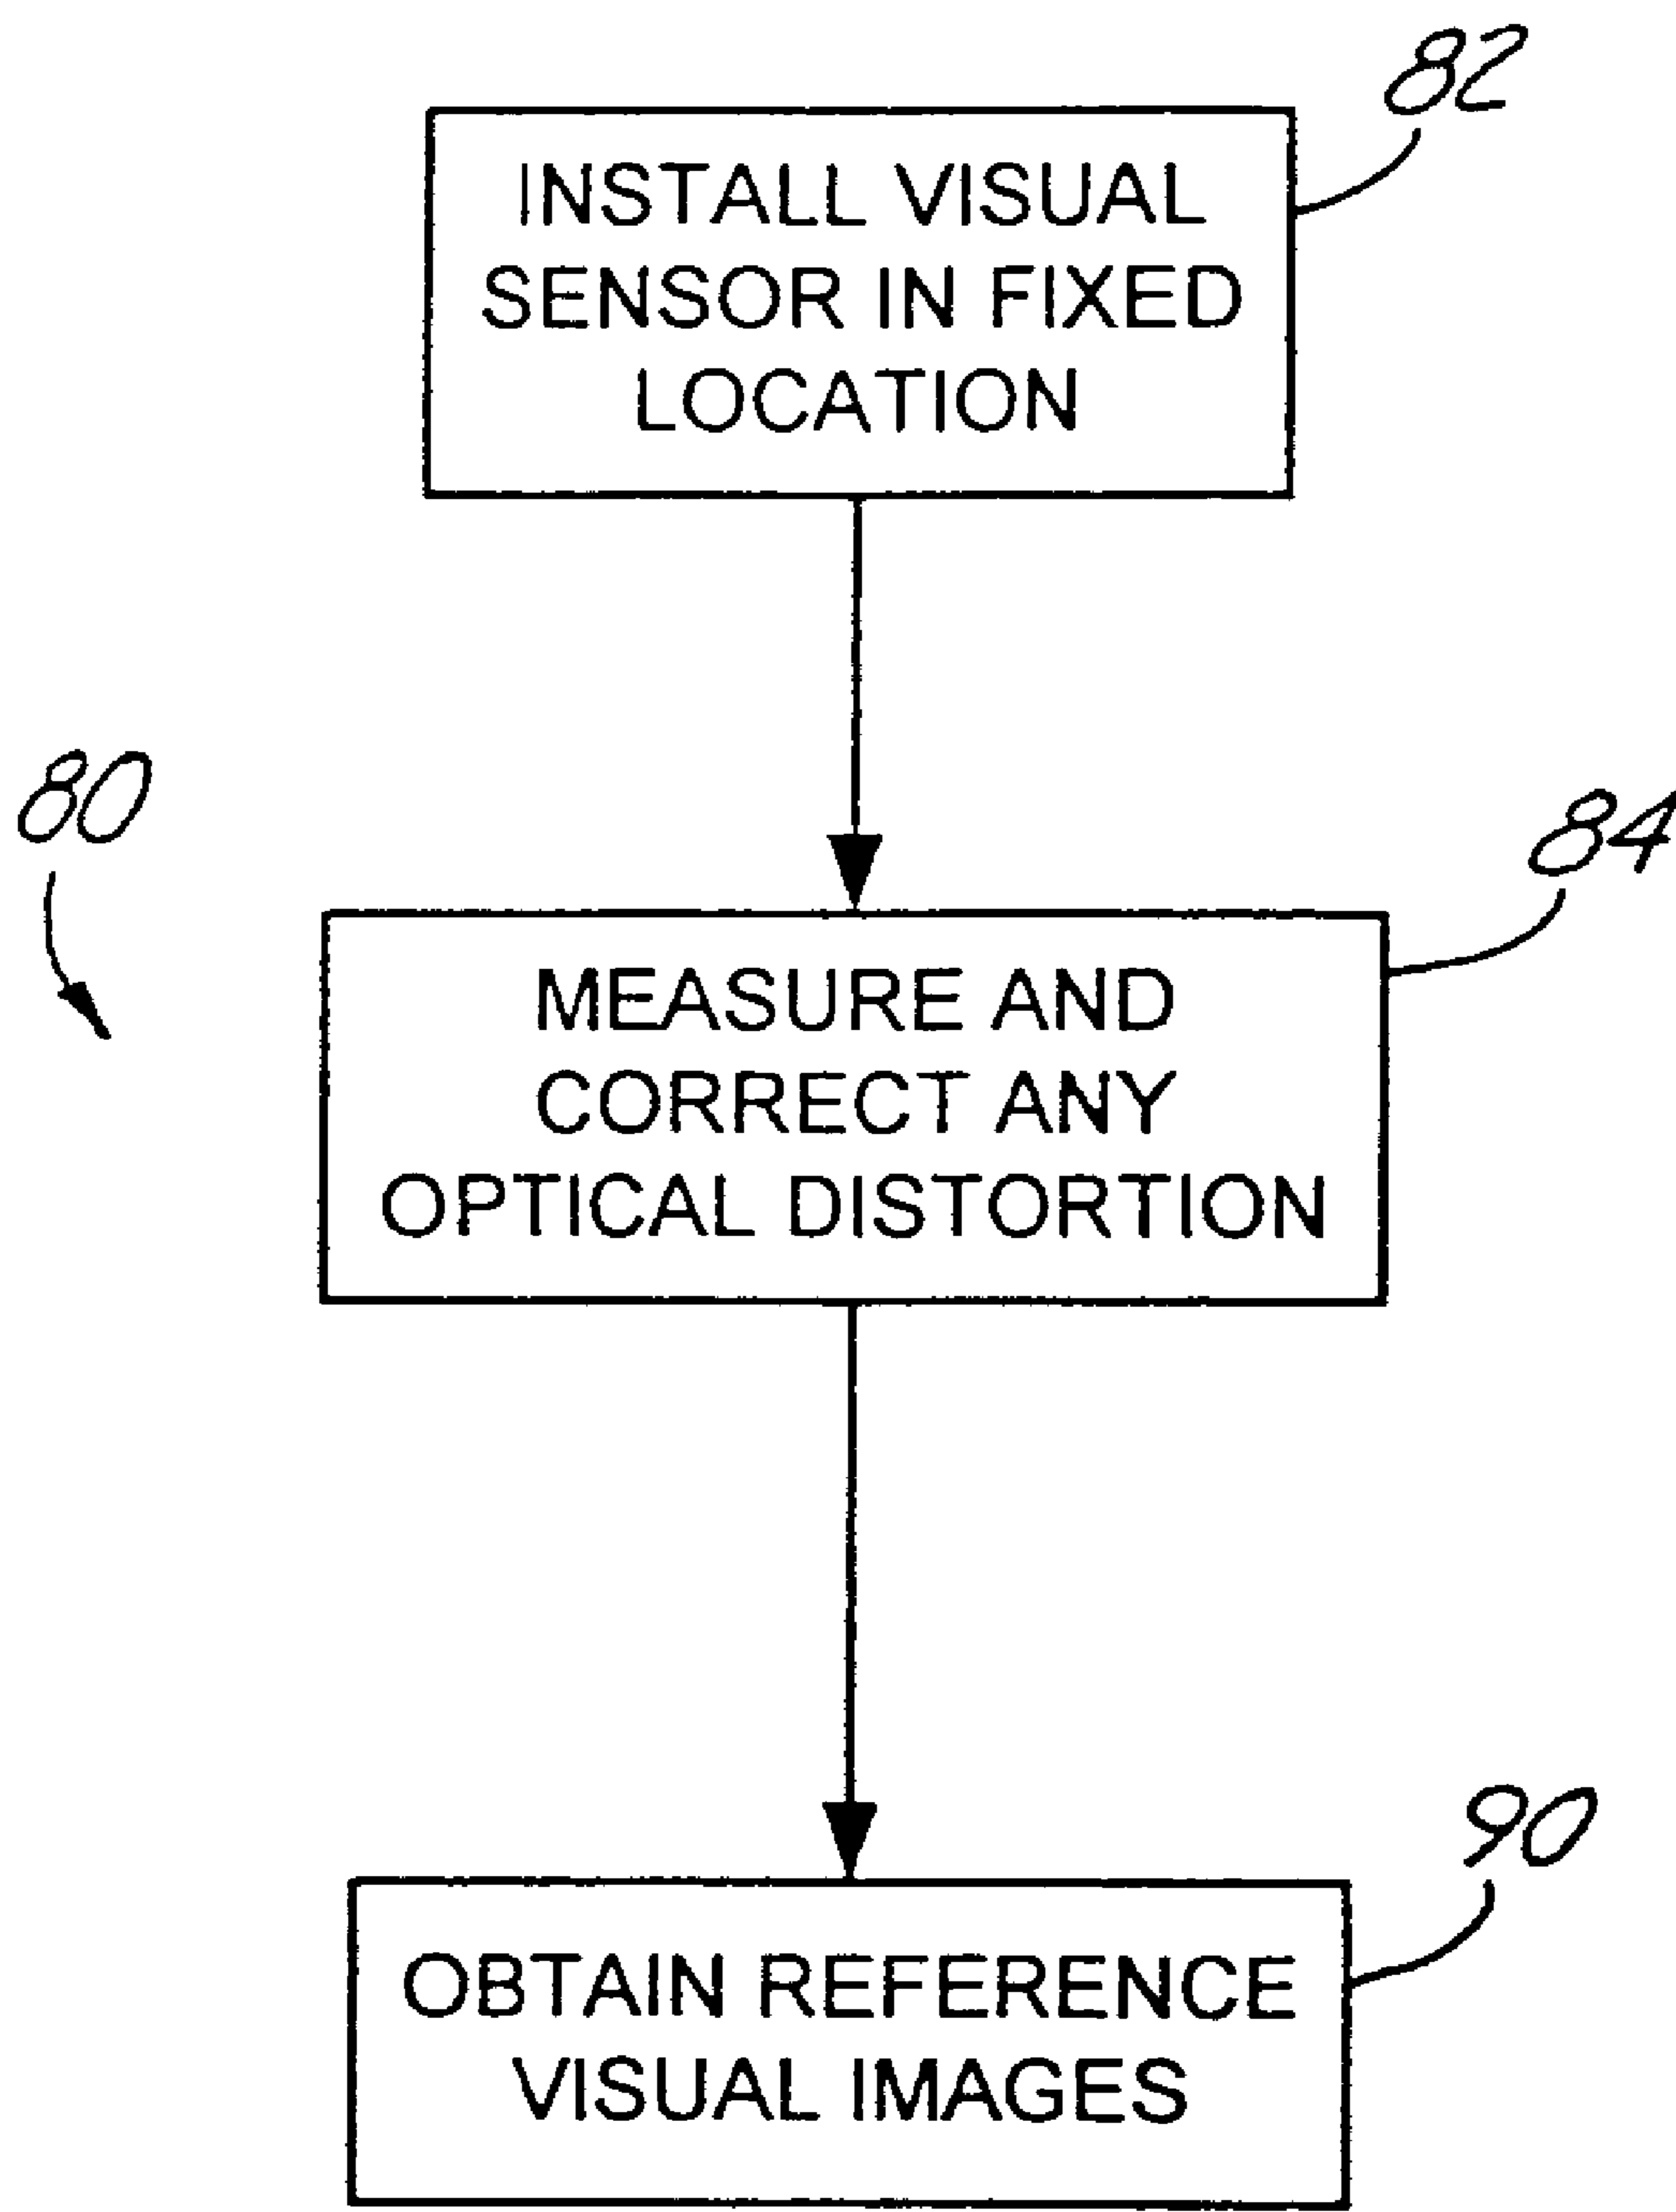 82
INSTALL VISUAL
SENSOR IN FIXED
LOCATION
80
84
MEASURE AND
CORRECT ANY
OPTICAL DISTORTION
90
OBTAIN REFERENCE
VISUAL IMAGES